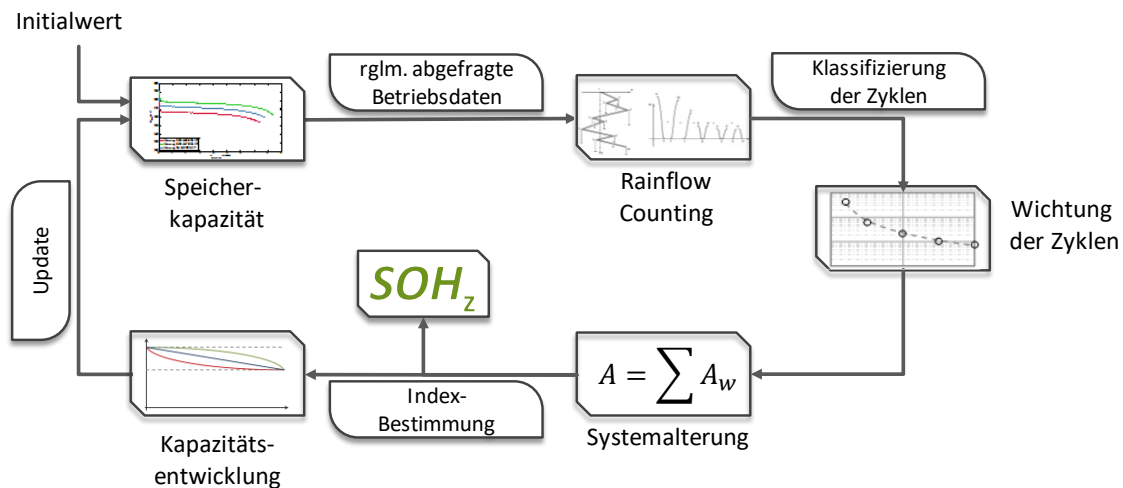 Initialwert
rglm. abgefragte
Betriebsdaten
Klassifizierung
der Zyklen
Speicher-
kapazität
Rainflow
Counting
Wichtung
der Zyklen
Update
SOHz
A = ∑ Aw
Index-
Bestimmung
Systemalterung
Kapazitäts-
entwicklung